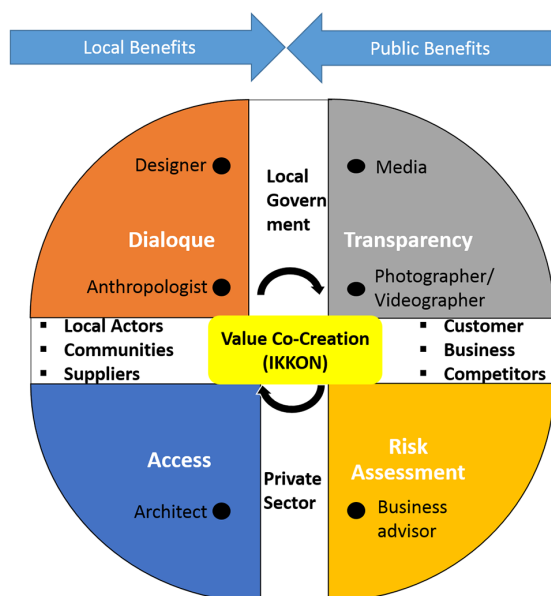 Local Benefits
Public Benefits
Designer
Local
Govern
ment
Media
Dialoque
Transparency
Anthropologist
Photographer/
Videographer
▪ Local Actors
▪ Communities
▪ Suppliers
Value Co-Creation
(IKKON)
▪ Customer
▪ Business
▪ Competitors
Access
Private
Sector
Risk
Assessment
Architect
Business
advisor